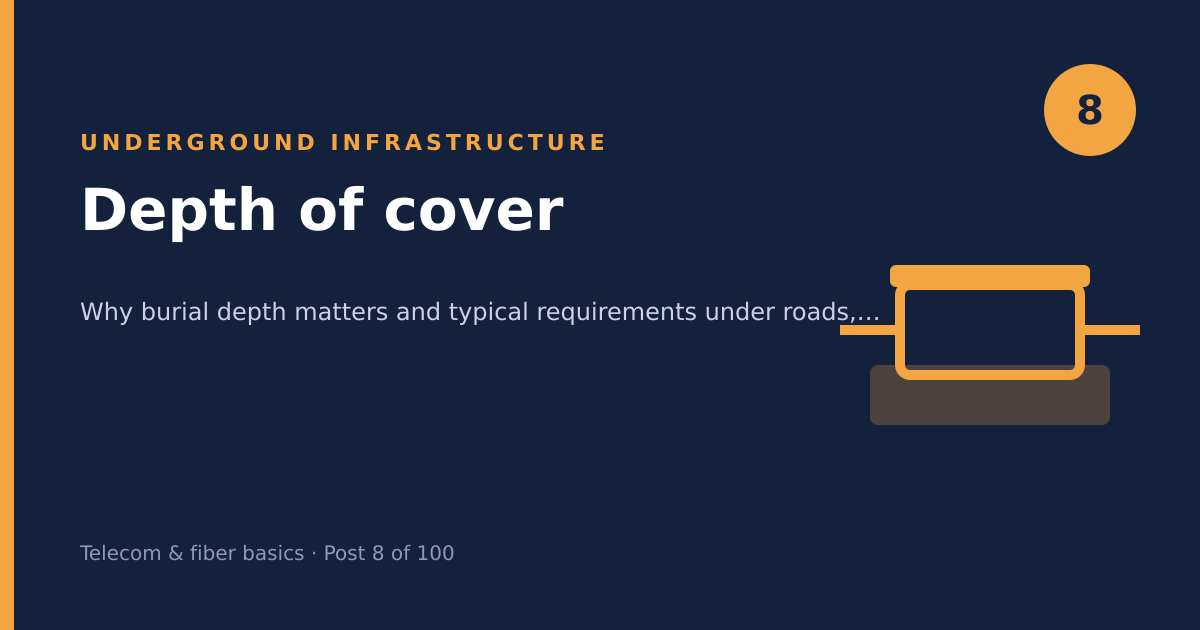 8
UNDERGROUND INFRASTRUCTURE
Depth of cover
Why burial depth matters and typical requirements under roads,…
Telecom & fiber basics · Post 8 of 100